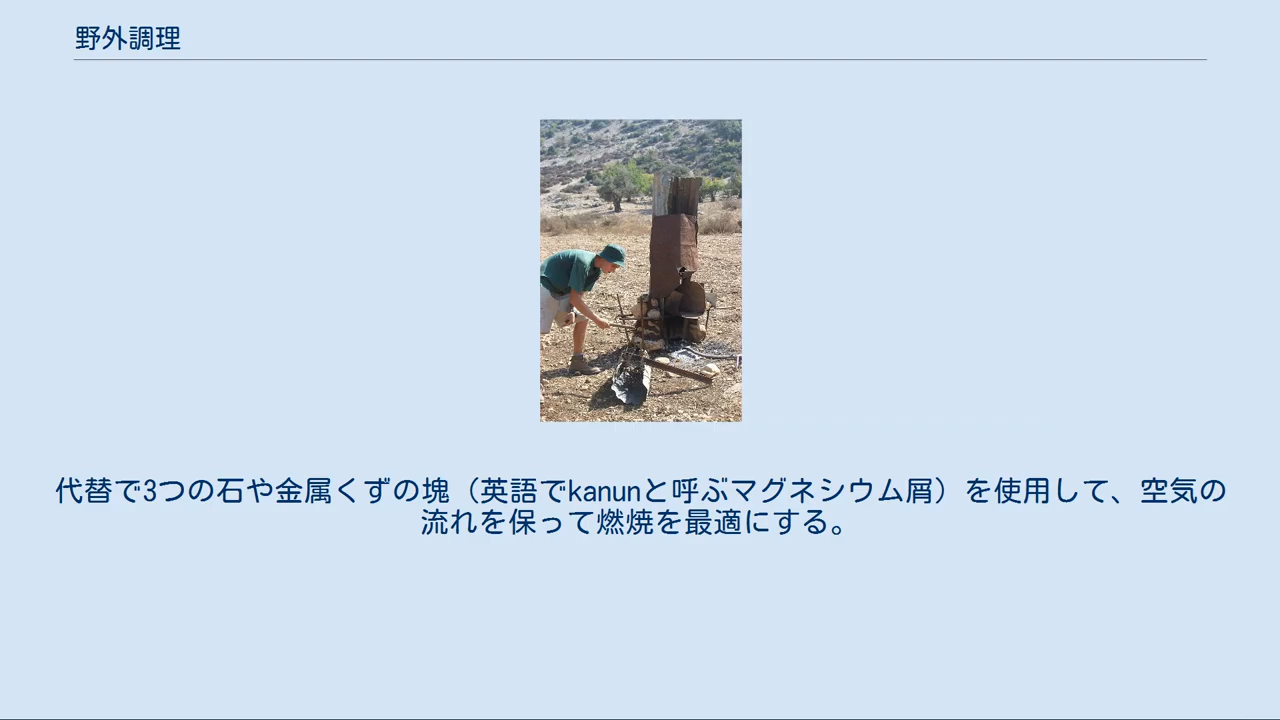 野外調理
代替で3つの石や金属くずの塊（英語でkanunと呼ぶマグネシウム屑）を使用して、空気の
流れを保って燃焼を最適にする。